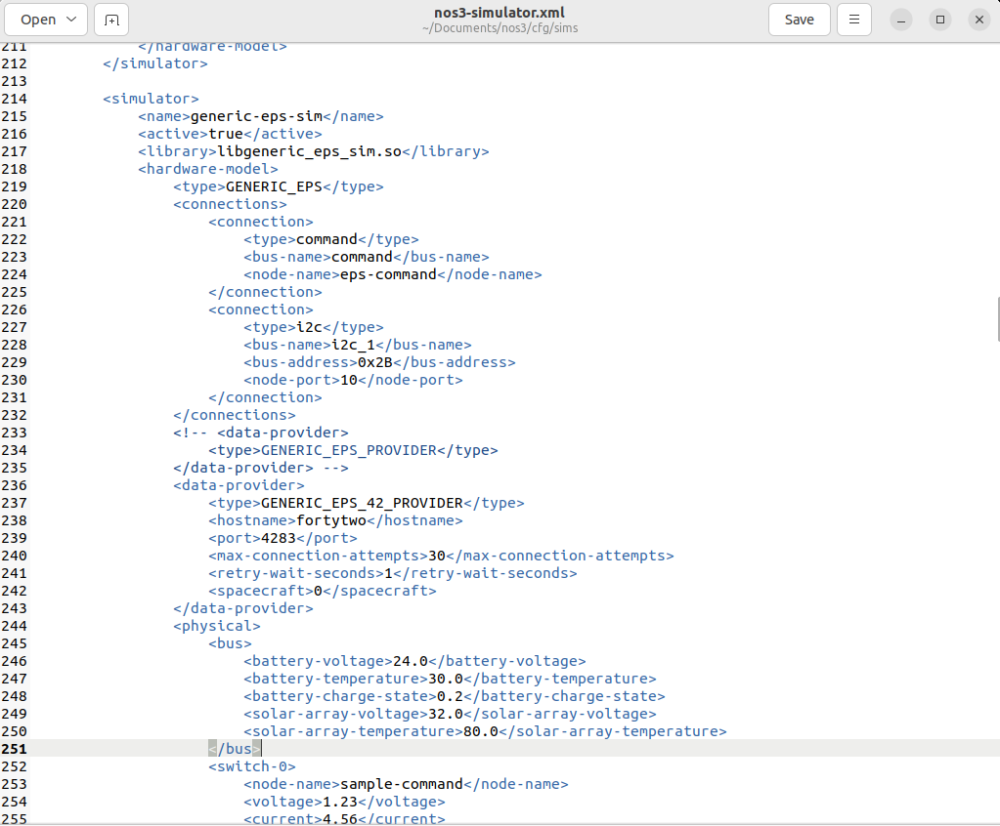 Open
nos3-simulator.xml
~/Documents/nos3/cfg/sims
Save
211             </hardware-model>
212         </simulator>
213
214         <simulator>
215             <name>generic-eps-sim</name>
216             <active>true</active>
217             <library>libgeneric_eps_sim.so</library>
218             <hardware-model>
219                 <type>GENERIC_EPS</type>
220                 <connections>
221                     <connection>
222                         <type>command</type>
223                         <bus-name>command</bus-name>
224                         <node-name>eps-command</node-name>
225                     </connection>
226                     <connection>
227                         <type>i2c</type>
228                         <bus-name>i2c_1</bus-name>
229                         <bus-address>0x2B</bus-address>
230                         <node-port>10</node-port>
231                     </connection>
232                 </connections>
233                 <!-- <data-provider>
234                     <type>GENERIC_EPS_PROVIDER</type>
235                 </data-provider> -->
236                 <data-provider>
237                     <type>GENERIC_EPS_42_PROVIDER</type>
238                     <hostname>fortytwo</hostname>
239                     <port>4283</port>
240                     <max-connection-attempts>30</max-connection-attempts>
241                     <retry-wait-seconds>1</retry-wait-seconds>
242                     <spacecraft>0</spacecraft>
243                 </data-provider>
244                 <physical>
245                     <bus>
246                         <battery-voltage>24.0</battery-voltage>
247                         <battery-temperature>30.0</battery-temperature>
248                         <battery-charge-state>0.2</battery-charge-state>
249                         <solar-array-voltage>32.0</solar-array-voltage>
250                         <solar-array-temperature>80.0</solar-array-temperature>
251                     </bus>
252                     <switch-0>
253                         <node-name>sample-command</node-name>
254                         <voltage>1.23</voltage>
255                         <current>4.56</current>